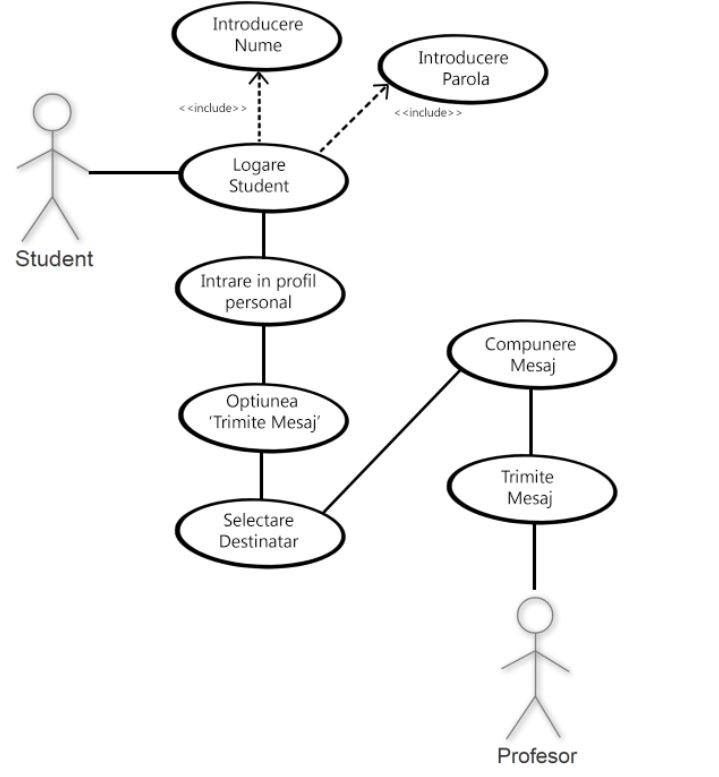 Introducere
Nume
Introducere
Parola
<<include>>
<<include>>
Logare
Student
Student
Intrare in profil
personal
Compunere
Mesaj
Optiunea
'Trimite Mesaj'
Trimite
Mesaj
Selectare
Destinatar
Profesor